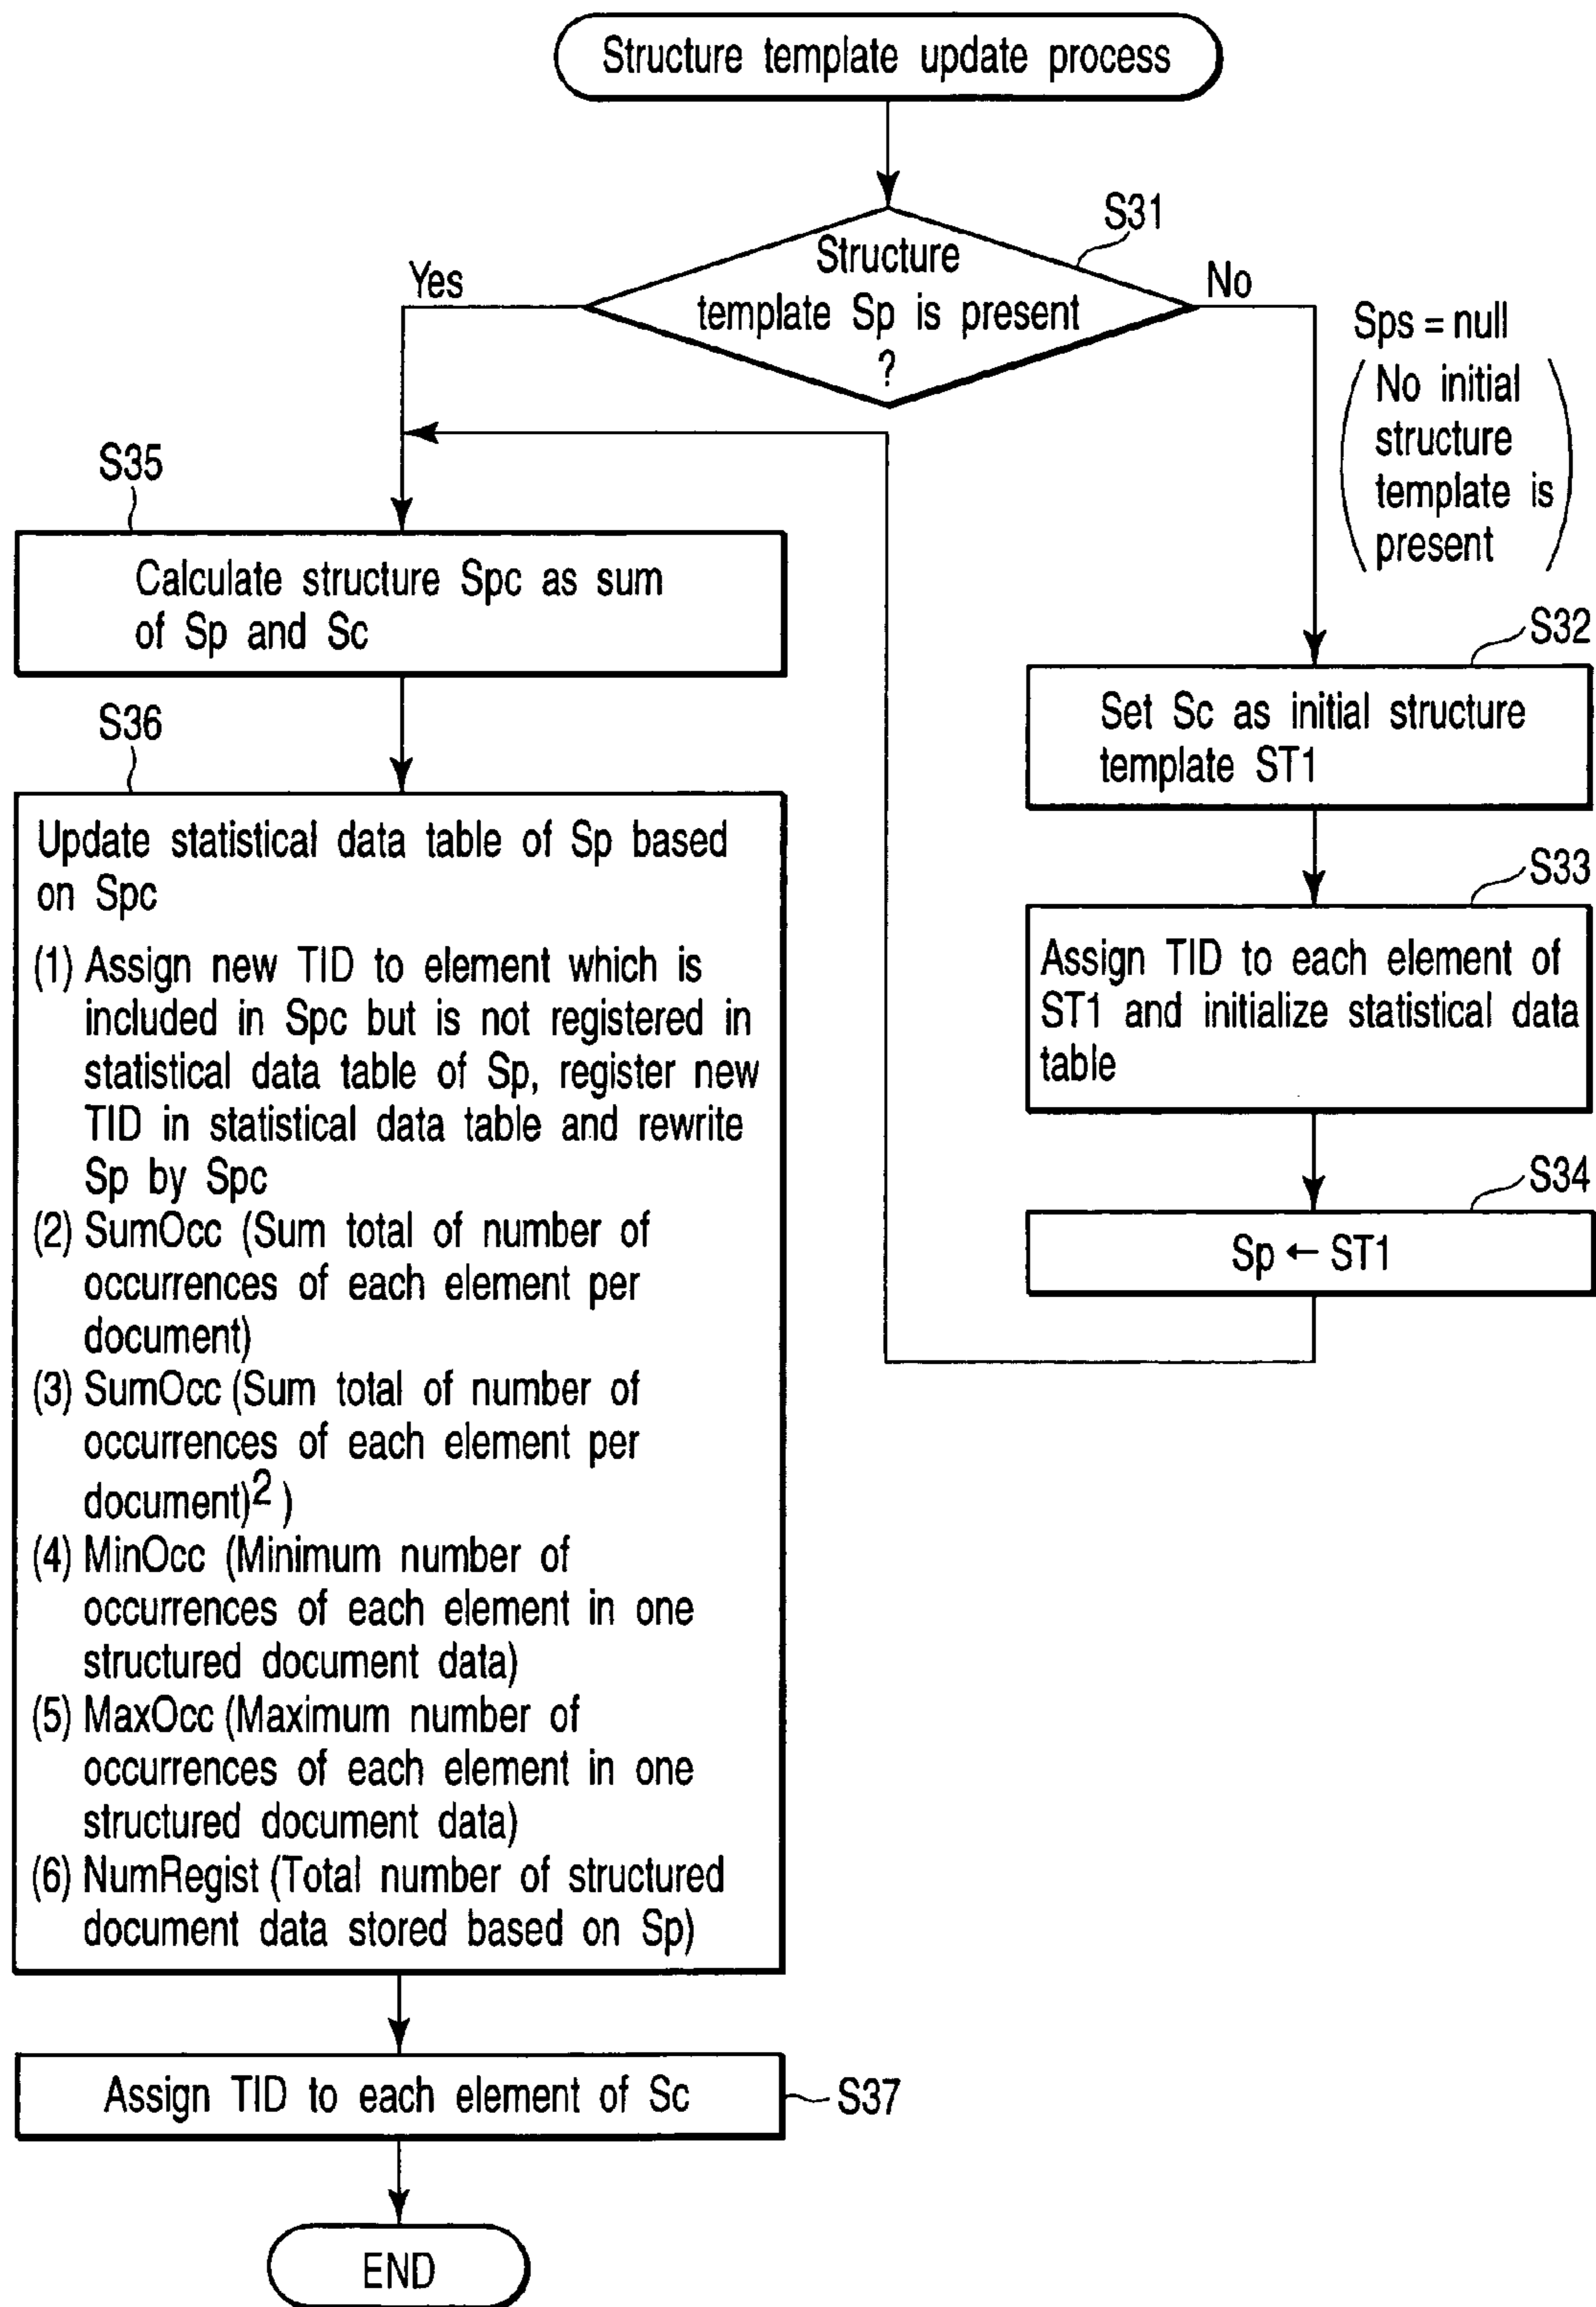 Structure template update process
S31
Structure
template Sp is present
?
Yes
No
Sps = null
( No initial
structure
template is
present )
S35
Calculate structure Spc as sum
of Sp and Sc
S32
Set Sc as initial structure
template ST1
S36
Update statistical data table of Sp based
on Spc
(1) Assign new TID to element which is
included in Spc but is not registered in
statistical data table of Sp, register new
TID in statistical data table and rewrite
Sp by Spc
(2) SumOcc (Sum total of number of
occurrences of each element per
document)
(3) SumOcc (Sum total of number of
occurrences of each element per
document)² )
(4) MinOcc (Minimum number of
occurrences of each element in one
structured document data)
(5) MaxOcc (Maximum number of
occurrences of each element in one
structured document data)
(6) NumRegist (Total number of structured
document data stored based on Sp)
S33
Assign TID to each element of
ST1 and initialize statistical data
table
S34
Sp ← ST1
Assign TID to each element of Sc
S37
END